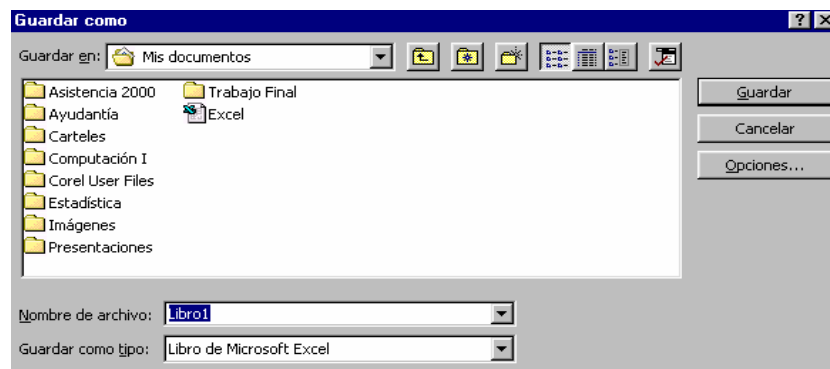 Guardar como
Guardar en: Mis documentos
Asistencia 2000
Ayudantía
Carteles
Computación I
Corel User Files
Estadística
Imágenes
Presentaciones
Trabajo Final
Excel
Guardar
Cancelar
Opciones...
Nombre de archivo: Libro1
Guardar como tipo: Libro de Microsoft Excel